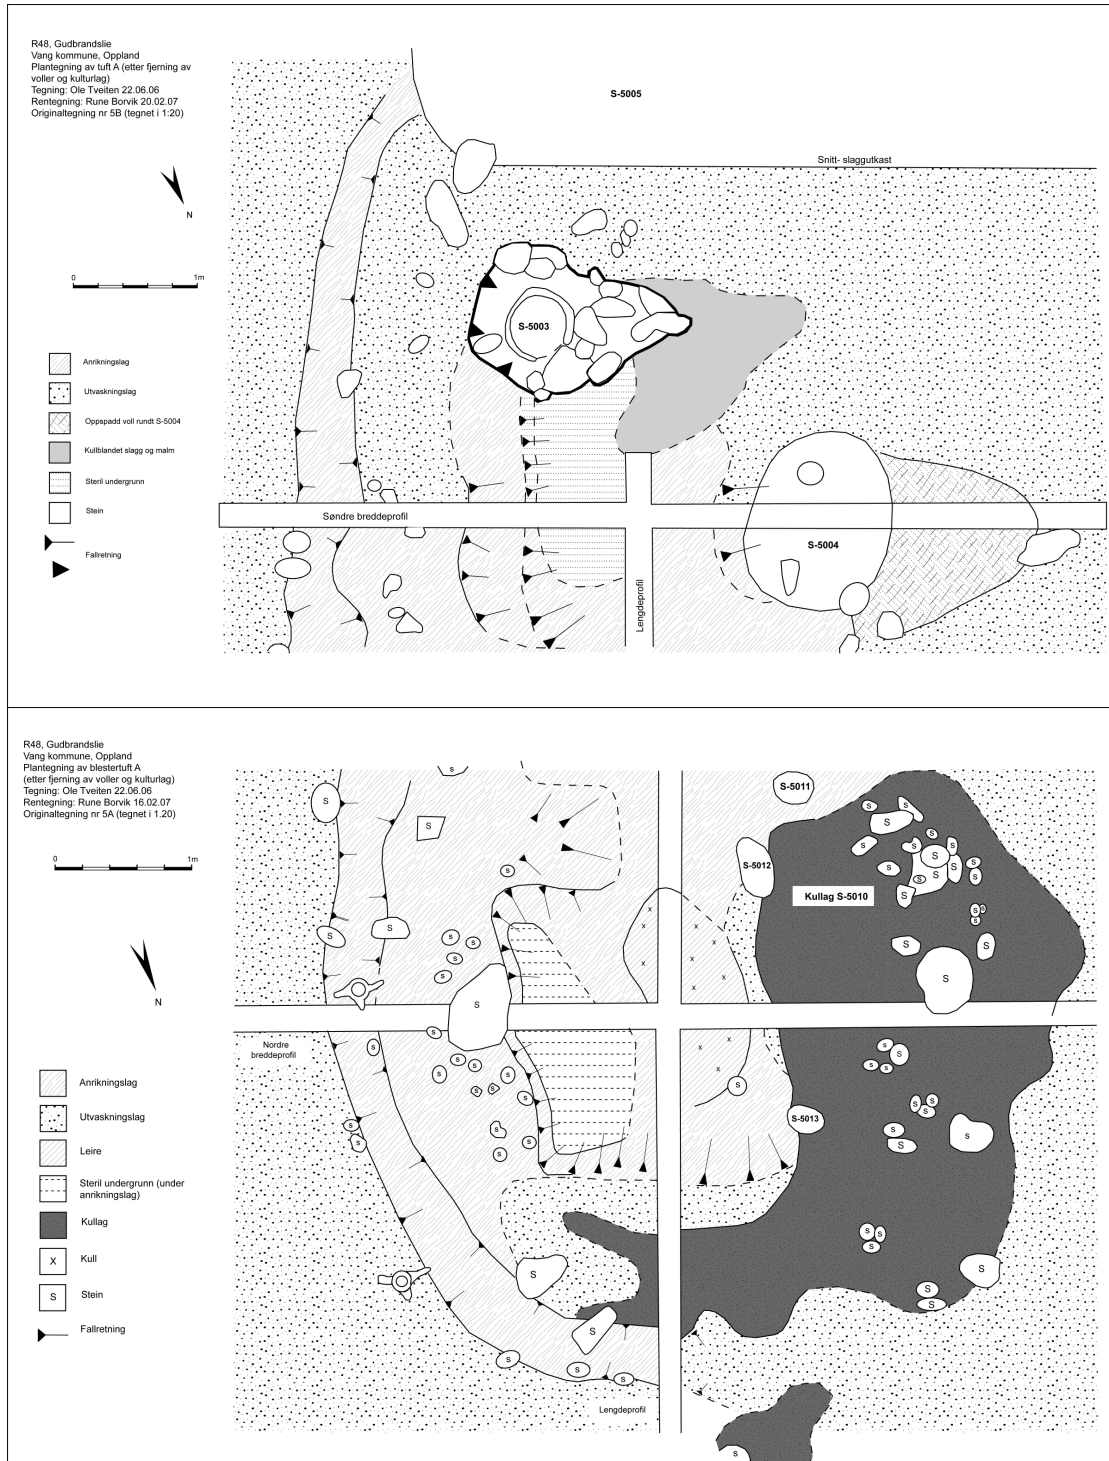 R48, Gudbrandslie
Vang kommune, Oppland
Plantegning av tuft A (etter fjerning av
voller og kulturlag)
Tegning: Ole Tveiten 22.06.06
Rentegning: Rune Borvik 20.02.07
Originaltegning nr 5B (tegnet i 1:20)
N
0 1m
Anrikningslag
Utvaskningslag
Oppspadd voll rundt S-5004
Kullblandet slagg og malm
Steril undergrunn
Stein
Fallretning
S-5005
Snitt- slaggutkast
S-5003
Søndre breddeprofil
S-5004
Lengdeprofil
R48, Gudbrandslie
Vang kommune, Oppland
Plantegning av blestertuft A
(etter fjerning av voller og kulturlag)
Tegning: Ole Tveiten 22.06.06
Rentegning: Rune Borvik 16.02.07
Originaltegning nr 5A (tegnet i 1.20)
0 1m
N
Anrikningslag
Utvaskningslag
Leire
Steril undergrunn (under
anrikningslag)
Kullag
X Kull
S Stein
Fallretning
S-5011
S-5012
Kullag S-5010
Nordre
breddeprofil
S-5013
Lengdeprofil